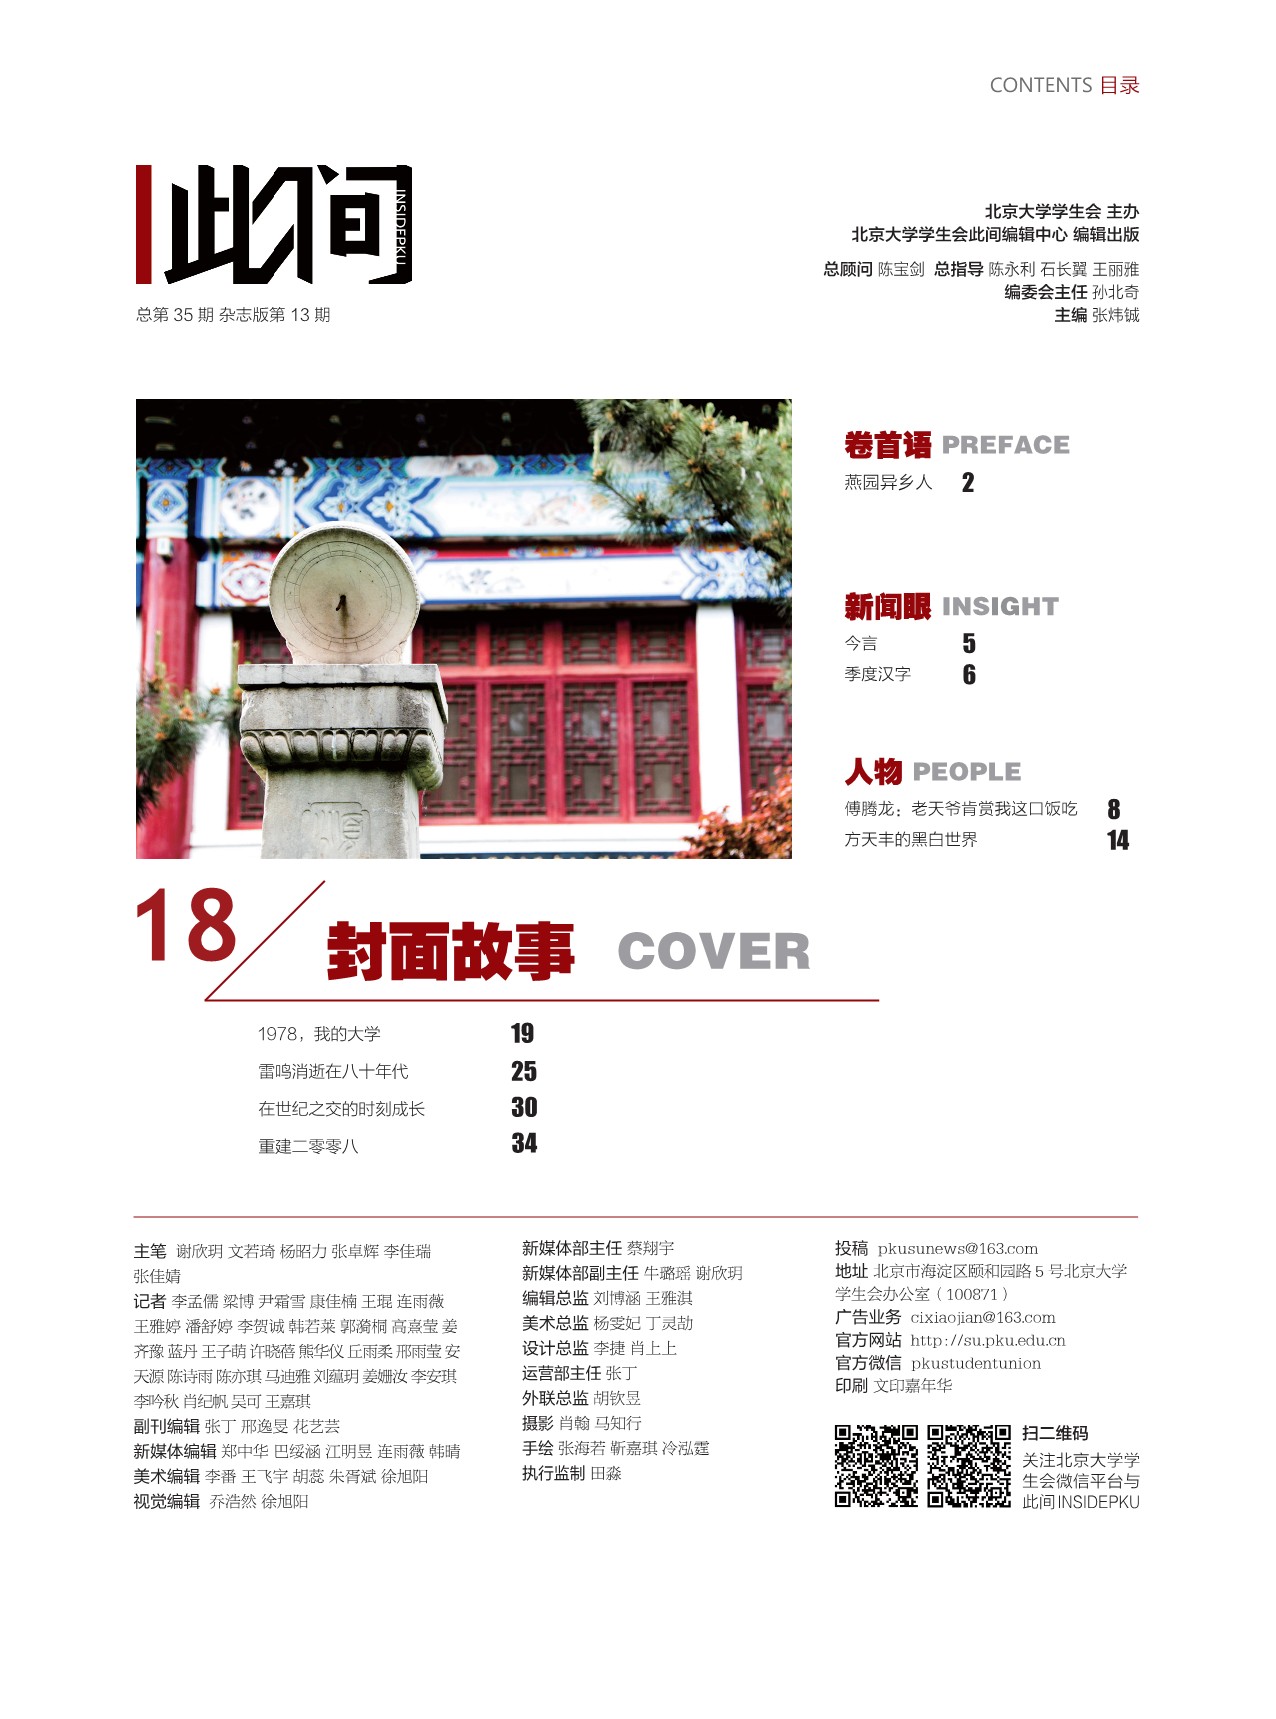 CONTENTS 目录
此间
INSIDEPKU
总第 35 期 杂志版第 13 期
北京大学学生会 主办
北京大学学生会此间编辑中心 编辑出版
总顾问 陈宝剑 总指导 陈永利 石长翼 王丽雅
编委会主任 孙北奇
主编 张炜铖
卷首语 PREFACE
燕园异乡人 2
新闻眼 INSIGHT
今言 5
季度汉字 6
人物 PEOPLE
傅腾龙：老天爷肯赏我这口饭吃 8
方天丰的黑白世界 14
18 封面故事 COVER
1978，我的大学 19
雷鸣消逝在八十年代 25
在世纪之交的时刻成长 30
重建二零零八 34
主笔 谢欣玥 文若琦 杨昭力 张卓辉 李佳瑞
张佳婧
记者 李孟儒 梁博 尹霜雪 康佳楠 王琨 连雨薇
王雅婷 潘舒婷 李贺诚 韩若莱 郭漪桐 高熹莹 姜
齐豫 蓝丹 王子萌 许晓蓓 熊华仪 丘雨柔 邢雨莹 安
天源 陈诗雨 陈亦琪 马迪雅 刘蕴玥 姜姗汝 李安琪
李吟秋 肖纪帆 吴可 王嘉琪
副刊编辑 张丁 邢逸旻 花艺芸
新媒体编辑 郑中华 巴绥涵 江明昱 连雨薇 韩晴
美术编辑 李番 王飞宇 胡蕊 朱胥斌 徐旭阳
视觉编辑 乔浩然 徐旭阳
新媒体部主任 蔡翔宇
新媒体部副主任 牛璐瑶 谢欣玥
编辑总监 刘博涵 王雅淇
美术总监 杨雯妃 丁灵劼
设计总监 李捷 肖上上
运营部主任 张丁
外联总监 胡钦昱
摄影 肖翰 马知行
手绘 张海若 靳嘉琪 冷泓霆
执行监制 田淼
投稿 pkusunews@163.com
地址 北京市海淀区颐和园路 5 号北京大学
学生会办公室（100871）
广告业务 cixiaojian@163.com
官方网站 http://su.pku.edu.cn
官方微信 pkustudentunion
印刷 文印嘉年华
扫二维码
关注北京大学学
生会微信平台与
此间INSIDEPKU